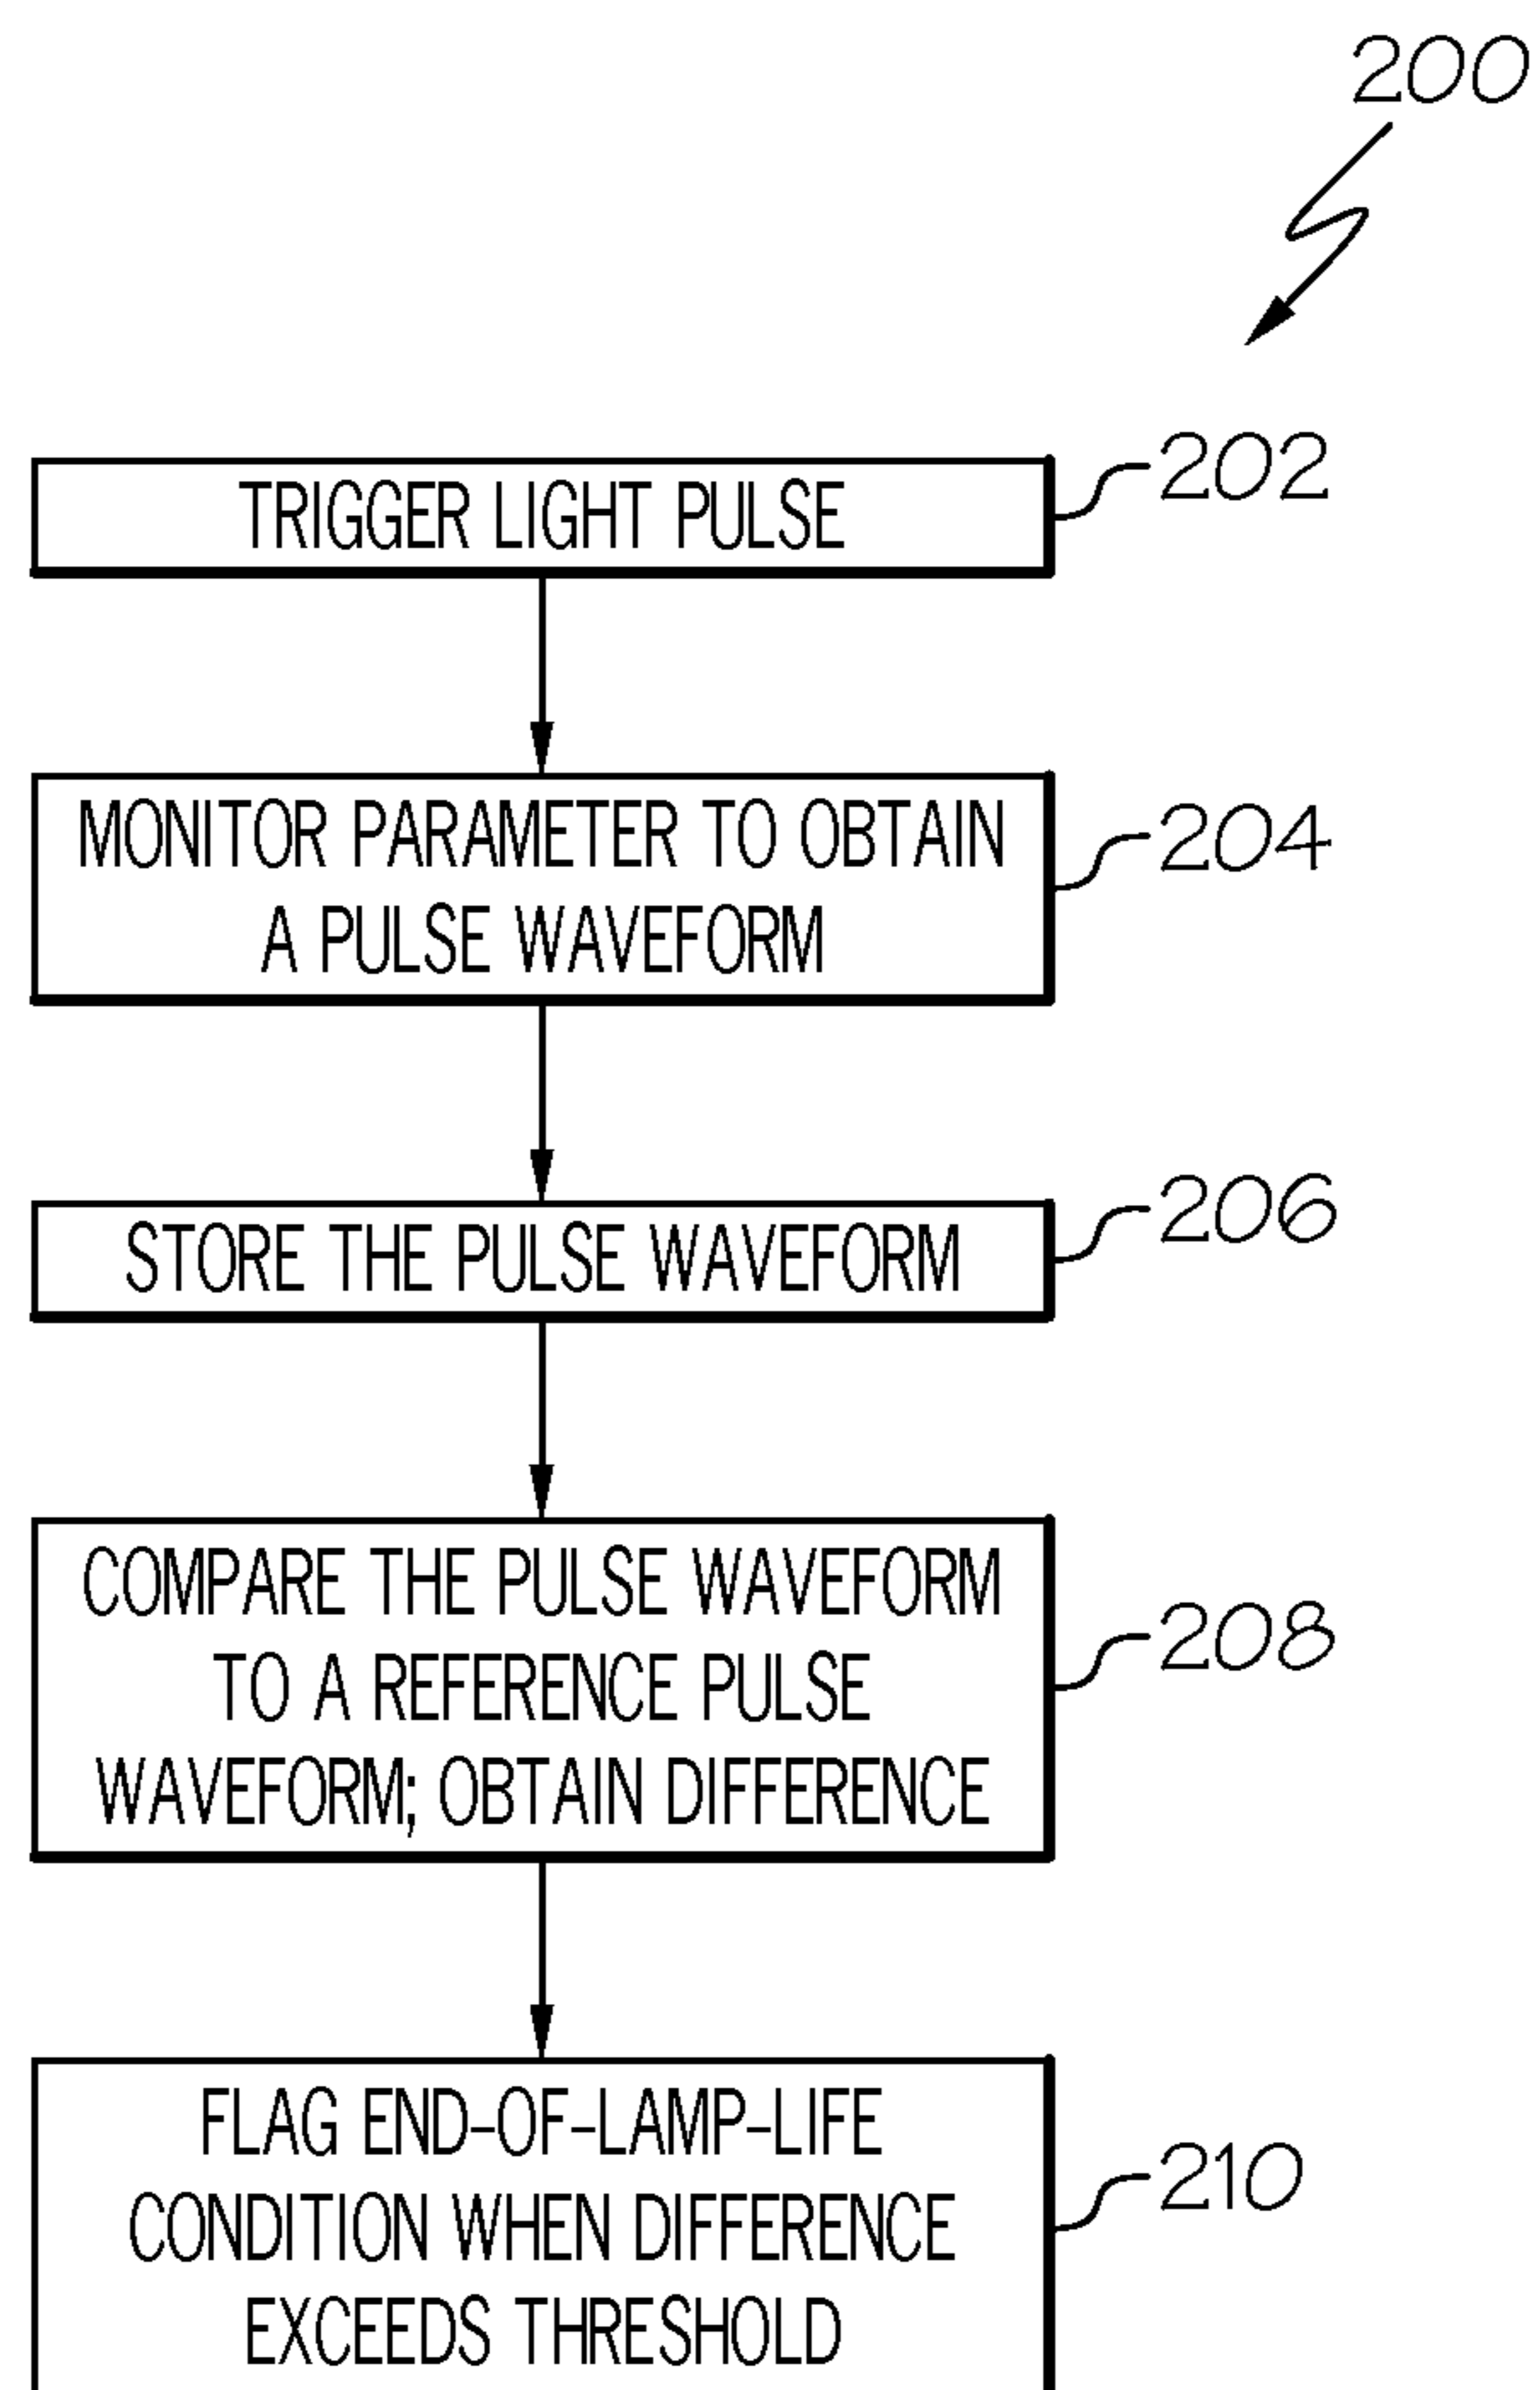 200
TRIGGER LIGHT PULSE
202
MONITOR PARAMETER TO OBTAIN
A PULSE WAVEFORM
204
STORE THE PULSE WAVEFORM
206
COMPARE THE PULSE WAVEFORM
TO A REFERENCE PULSE
WAVEFORM; OBTAIN DIFFERENCE
208
FLAG END-OF-LAMP-LIFE
CONDITION WHEN DIFFERENCE
EXCEEDS THRESHOLD
210